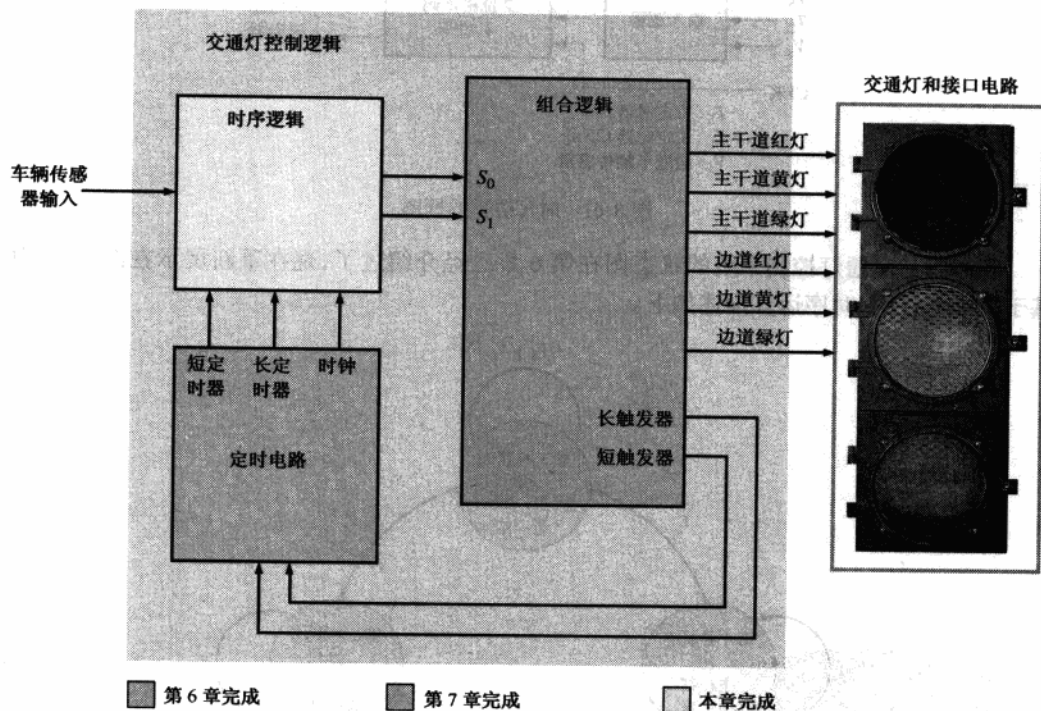 交通灯控制逻辑
时序逻辑
组合逻辑
交通灯和接口电路
车辆传感
器输入
S0
S1
主干道红灯
主干道黄灯
主干道绿灯
边道红灯
边道黄灯
边道绿灯
短定
时器
长定
时器
时钟
定时电路
长触发器
短触发器
第6章完成
第7章完成
本章完成